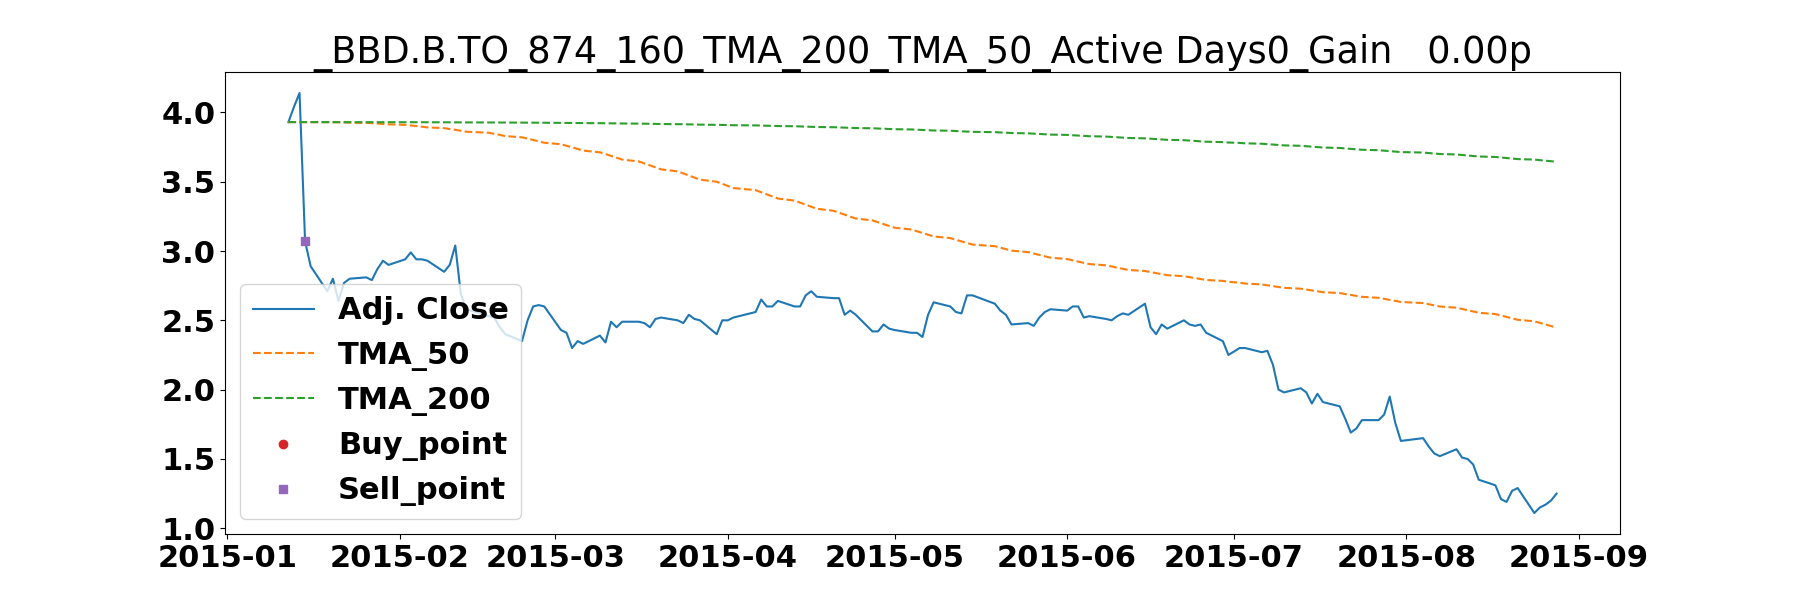 _BBD.B.TO_874_160_TMA_200_TMA_50_Active Days0_Gain   0.00p
4.0
3.5
3.0
2.5
2.0
1.5
1.0
Adj. Close
TMA_50
TMA_200
Buy_point
Sell_point
2015-01 2015-02 2015-03 2015-04 2015-05 2015-06 2015-07 2015-08 2015-09